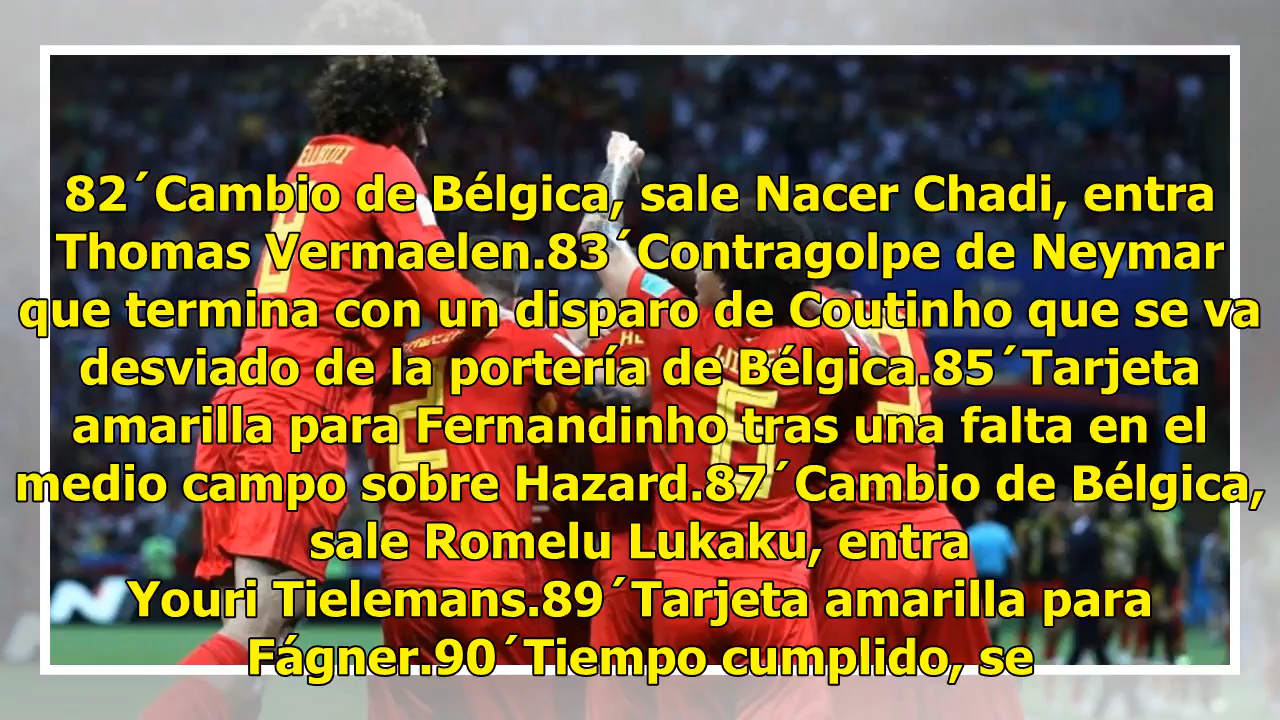 82´Cambio de Bélgica, sale Nacer Chadi, entra
Thomas Vermaelen.83´Contragolpe de Neymar
que termina con un disparo de Coutinho que se va
desviado de la portería de Bélgica.85´Tarjeta
amarilla para Fernandinho tras una falta en el
medio campo sobre Hazard.87´Cambio de Bélgica,
sale Romelu Lukaku, entra
Youri Tielemans.89´Tarjeta amarilla para
Fágner.90´Tiempo cumplido, se